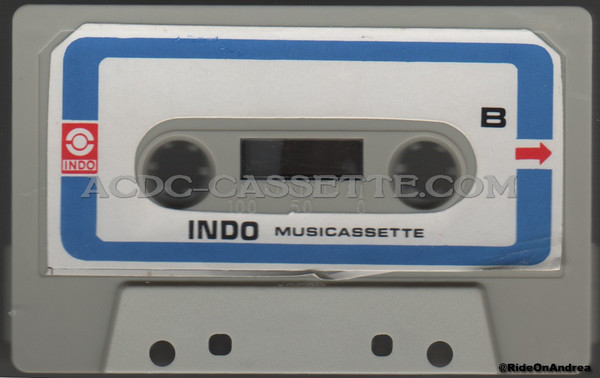 B
INDO
ACDC-CASSETTE.COM
100 50 0
INDO MUSICASSETTE
@RideOnAndrea